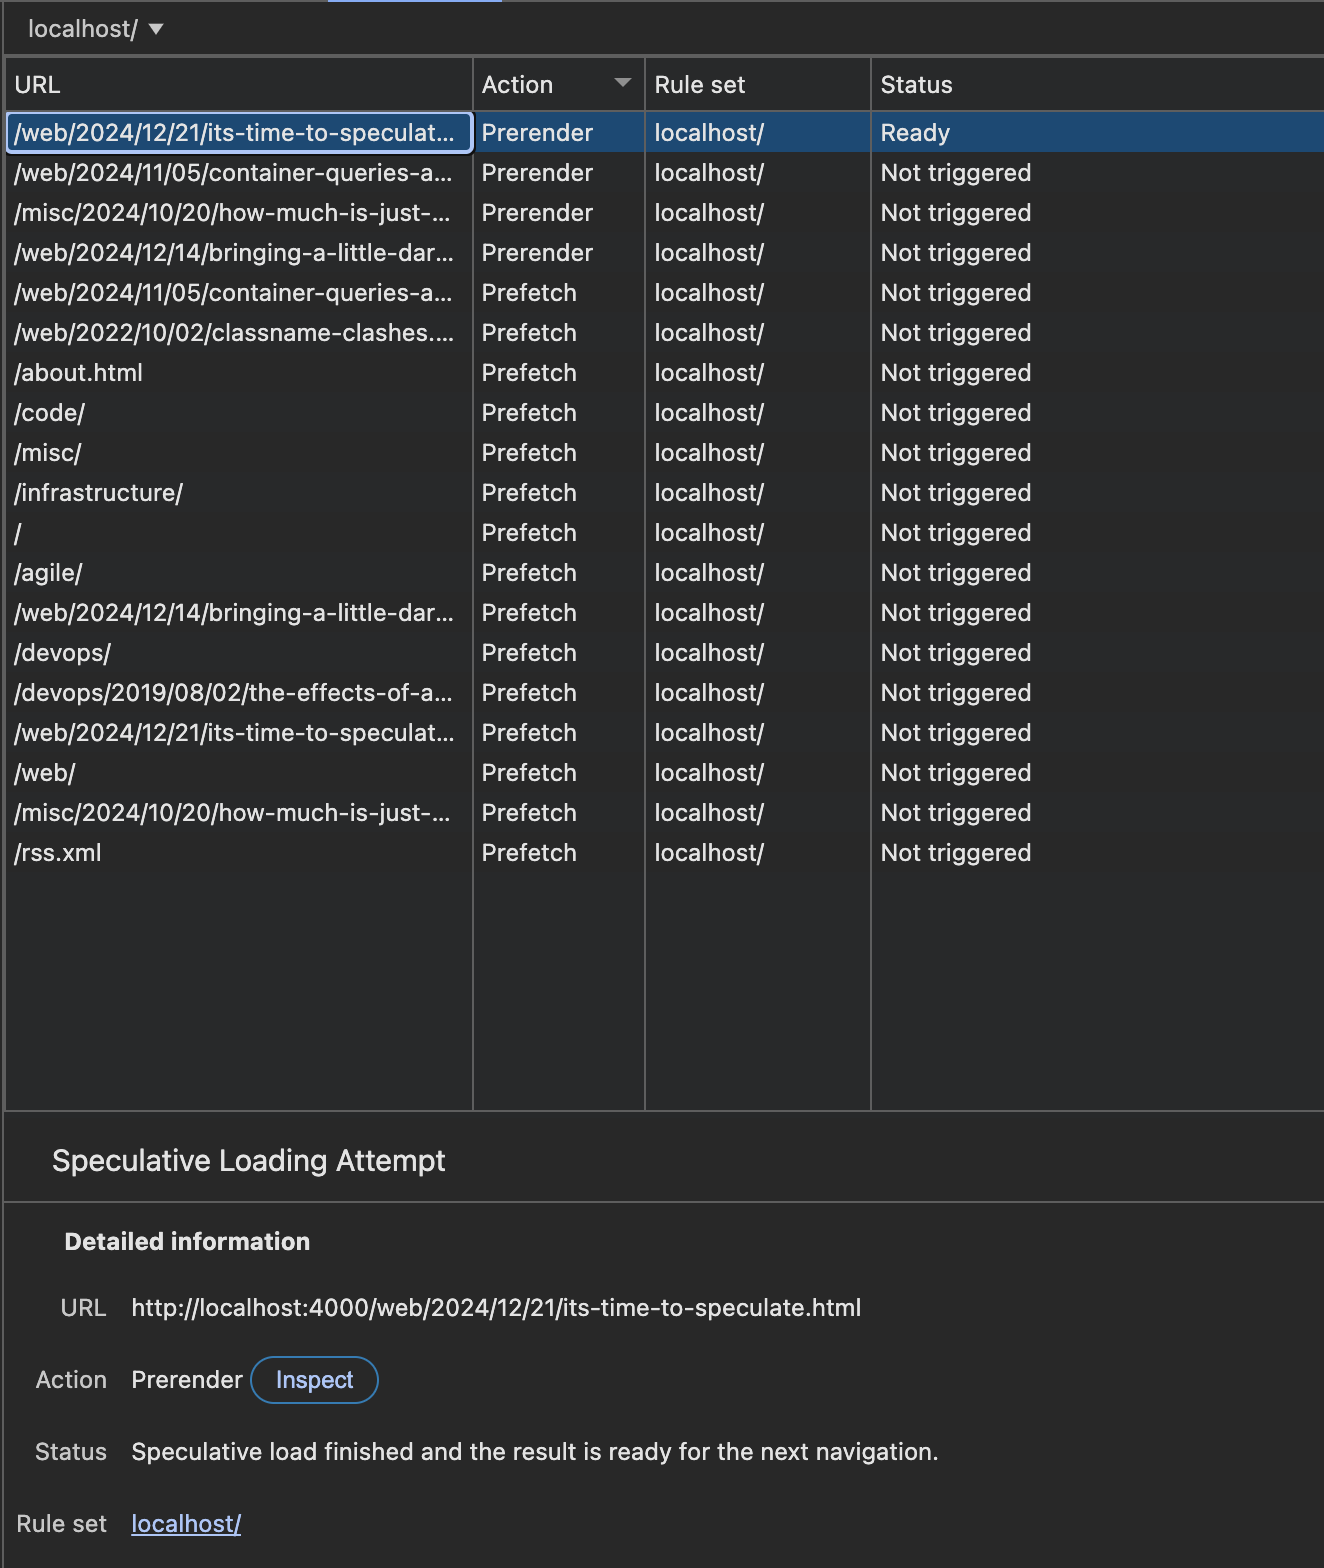 localhost/
URL Action Rule set Status
/web/2024/12/21/its-time-to-speculat... Prerender localhost/ Ready
/web/2024/11/05/container-queries-a... Prerender localhost/ Not triggered
/misc/2024/10/20/how-much-is-just-... Prerender localhost/ Not triggered
/web/2024/12/14/bringing-a-little-dar... Prerender localhost/ Not triggered
/web/2024/11/05/container-queries-a... Prefetch localhost/ Not triggered
/web/2022/10/02/classname-clashes.... Prefetch localhost/ Not triggered
/about.html Prefetch localhost/ Not triggered
/code/ Prefetch localhost/ Not triggered
/misc/ Prefetch localhost/ Not triggered
/infrastructure/ Prefetch localhost/ Not triggered
/ Prefetch localhost/ Not triggered
/agile/ Prefetch localhost/ Not triggered
/web/2024/12/14/bringing-a-little-dar... Prefetch localhost/ Not triggered
/devops/ Prefetch localhost/ Not triggered
/devops/2019/08/02/the-effects-of-a... Prefetch localhost/ Not triggered
/web/2024/12/21/its-time-to-speculat... Prefetch localhost/ Not triggered
/web/ Prefetch localhost/ Not triggered
/misc/2024/10/20/how-much-is-just-... Prefetch localhost/ Not triggered
/rss.xml Prefetch localhost/ Not triggered
Speculative Loading Attempt
Detailed information
URL http://localhost:4000/web/2024/12/21/its-time-to-speculate.html
Action Prerender Inspect
Status Speculative load finished and the result is ready for the next navigation.
Rule set localhost/